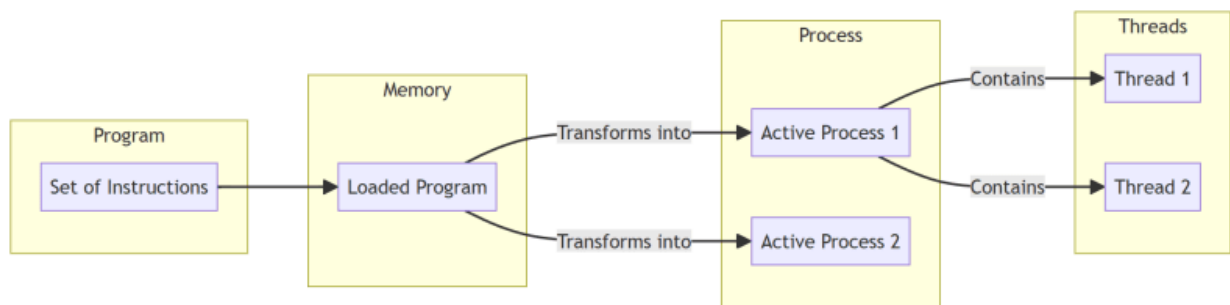 Program
Set of Instructions
Memory
Loaded Program
Transforms into
Transforms into
Process
Active Process 1
Active Process 2
Contains
Contains
Threads
Thread 1
Thread 2